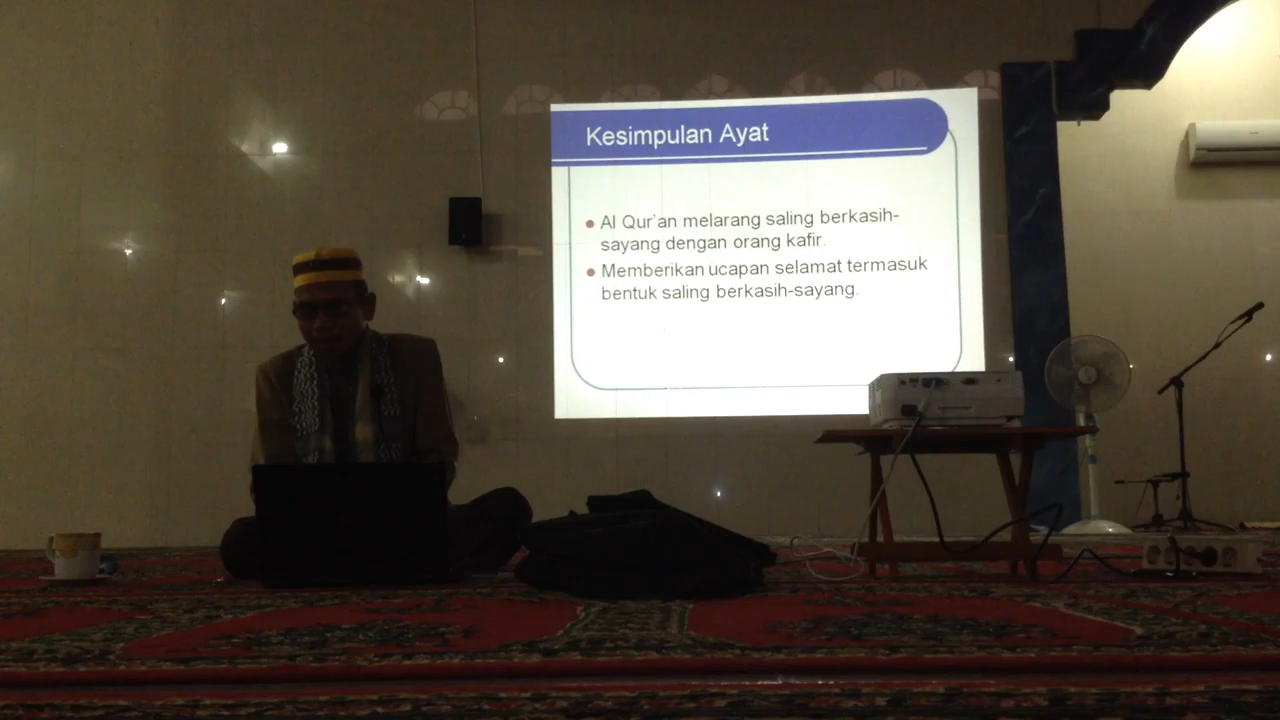 Kesimpulan Ayat
Al Qur'an melarang saling berkasih-
sayang dengan orang kafir.
Memberikan ucapan selamat termasuk
bentuk saling berkasih-sayang.